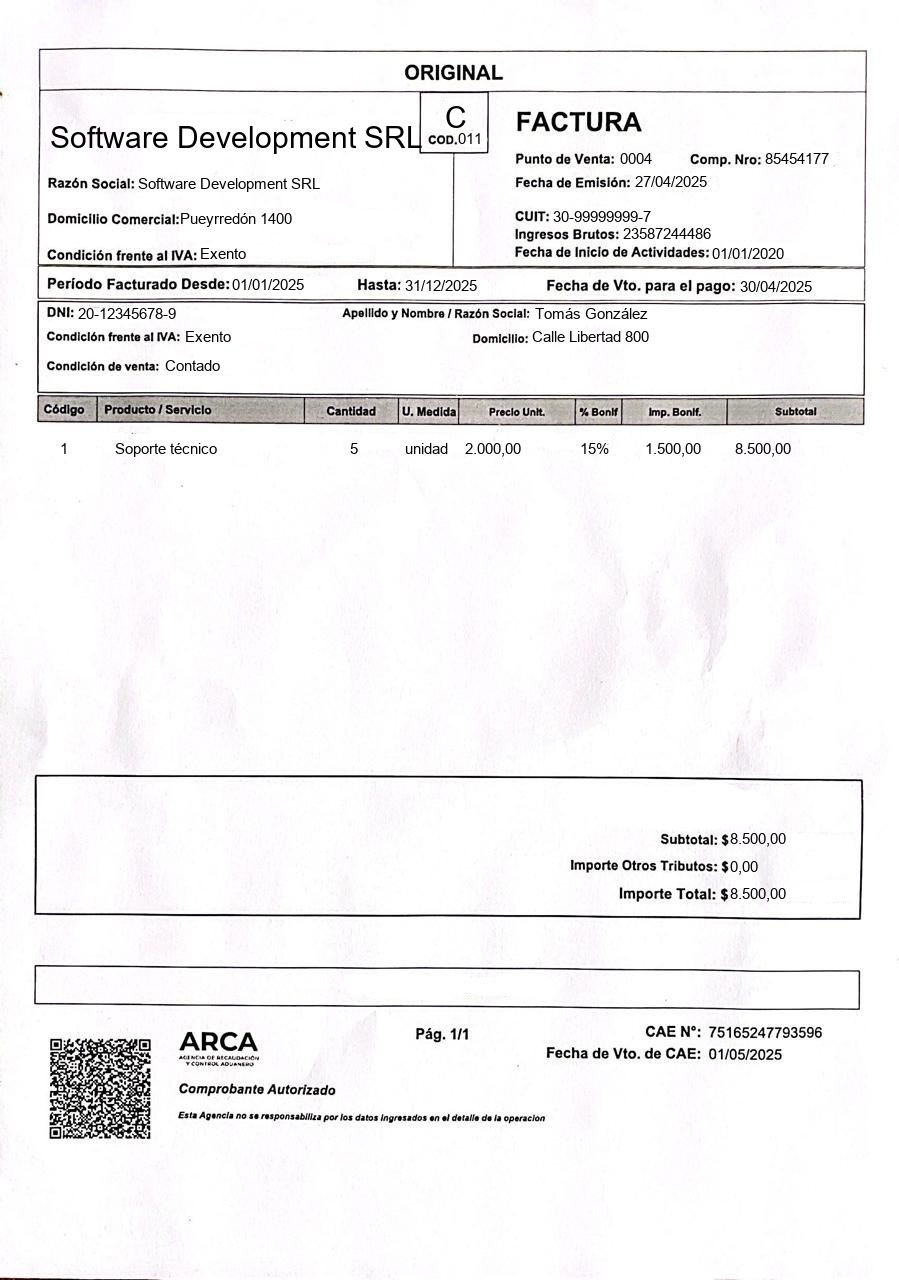 ORIGINAL
Software Development SRL
C
COD.011
FACTURA
Punto de Venta: 0004 Comp. Nro: 85454177
Razón Social: Software Development SRL
Fecha de Emisión: 27/04/2025
Domicilio Comercial:Pueyrredón 1400
CUIT: 30-99999999-7
Ingresos Brutos: 23587244486
Condición frente al IVA: Exento
Fecha de Inicio de Actividades: 01/01/2020
Período Facturado Desde: 01/01/2025 Hasta: 31/12/2025 Fecha de Vto. para el pago: 30/04/2025
DNI: 20-12345678-9 Apellido y Nombre / Razón Social: Tomás González
Condición frente al IVA: Exento Domicilio: Calle Libertad 800
Condición de venta: Contado
Código Producto / Servicio Cantidad U. Medida Precio Unit. % Bonif Imp. Bonif. Subtotal
1 Soporte técnico 5 unidad 2.000,00 15% 1.500,00 8.500,00
Subtotal: $8.500,00
Importe Otros Tributos: $0,00
Importe Total: $8.500,00
ARCA
AGENCIA DE RECAUDACIÓN
Y CONTROL ADUANERO
Pág. 1/1
CAE N°: 75165247793596
Fecha de Vto. de CAE: 01/05/2025
Comprobante Autorizado
Esta Agencia no se responsabiliza por los datos ingresados en el detalle de la operación